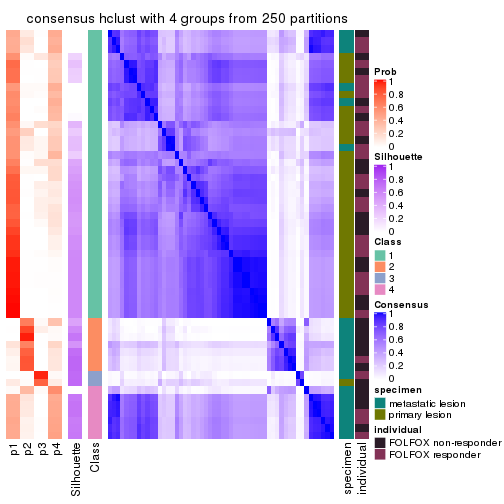 consensus hclust with 4 groups from 250 partitions
Prob
1
0.8
0.6
0.4
0.2
0
Silhouette
1
0.8
0.6
0.4
0.2
0
Class
1
2
3
4
Consensus
1
0.8
0.6
0.4
0.2
0
specimen
metastatic lesion
primary lesion
individual
FOLFOX non-responder
FOLFOX responder
p1
p2
p3
p4
Silhouette
Class
specimen
individual